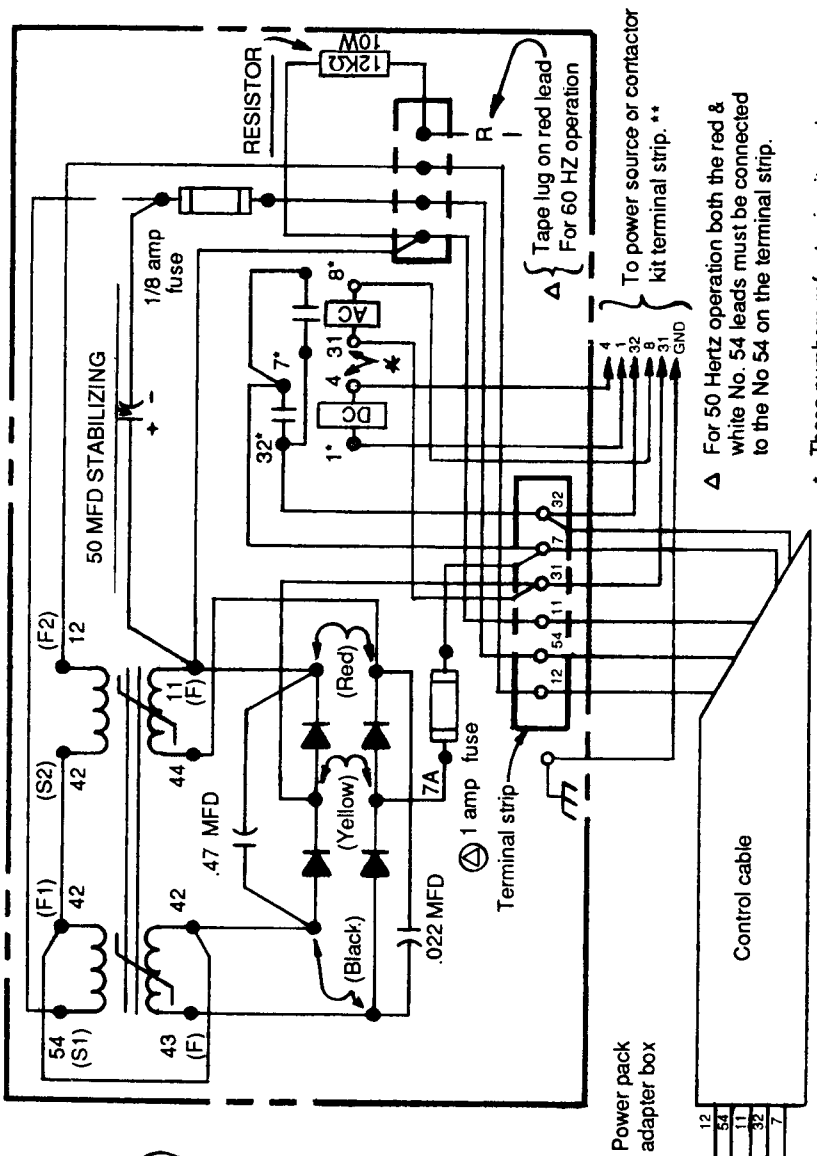 RESISTOR
12KΩ
10W
1/8 amp
fuse
50 MFD STABILIZING
+ -
(F2)
12
(S2)
42
(F1)
42
54
(S1)
43
(F)
42
44
11
(F)
.47 MFD
(Red)
(Yellow)
(Black)
.022 MFD
7A
1 amp fuse
Terminal strip
12
54
11
31
7
32
32*
7*
8*
AC
31
4
DC
1*
*
R
Δ
Tape lug on red lead
For 60 HZ operation
To power source or contactor
kit terminal strip. **
4
1
32
8
31
GND
Δ For 50 Hertz operation both the red &
white No. 54 leads must be connected
to the No 54 on the terminal strip.
Power pack
adapter box
Control cable
12
54
11
32
7